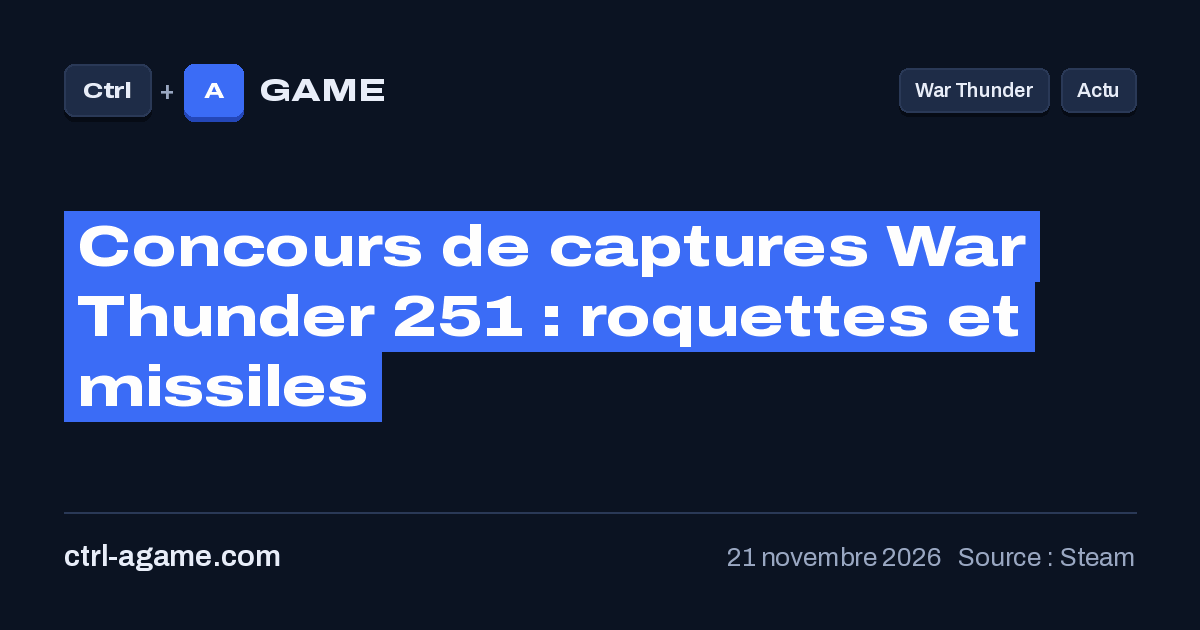 Ctrl + A GAME
War Thunder Actu
Concours de captures War
Thunder 251 : roquettes et
missiles
ctrl-agame.com
21 novembre 2026 Source : Steam